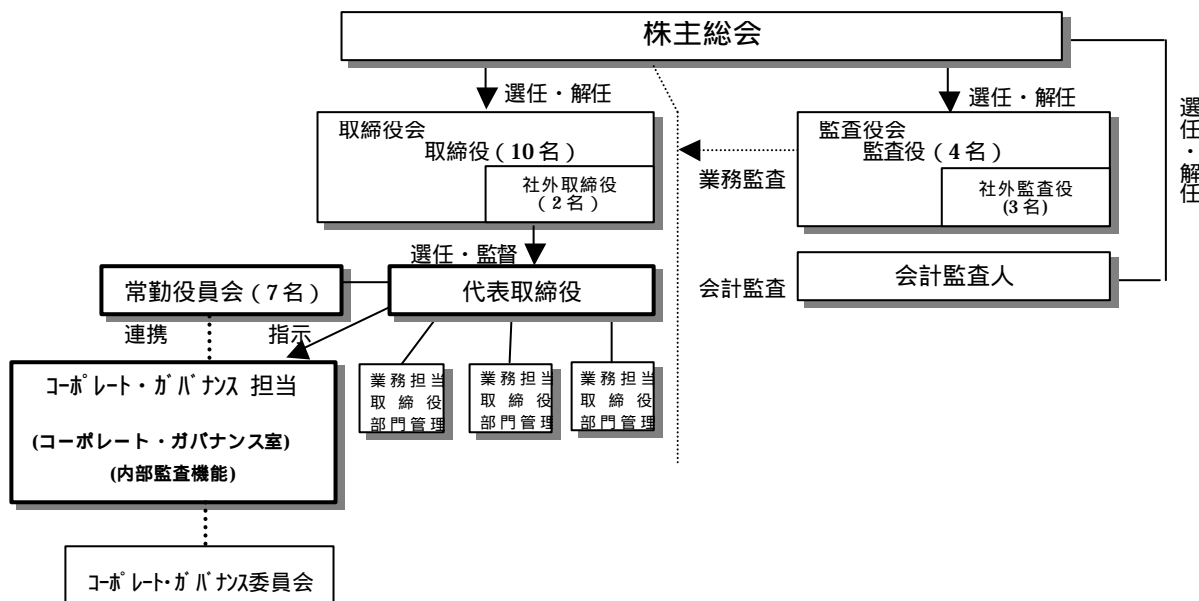 株主総会
選任・解任
選任・解任
選任・解任
取締役会
取締役(10名)
社外取締役
(2名)
監査役会
監査役(4名)
社外監査役
(3名)
業務監査
選任・監督
常勤役員会(7名)
代表取締役
会計監査
会計監査人
連携
指示
コーポレート・ガバナンス 担当
(コーポレート・ガバナンス室)
(内部監査機能)
業務担当
取締役
部門管理
業務担当
取締役
部門管理
業務担当
取締役
部門管理
コーポレート・ガバナンス委員会